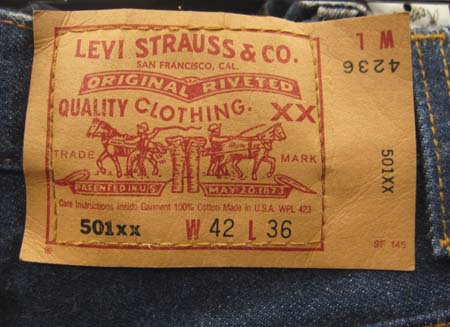 LEVI STRAUSS & CO.
SAN FRANCISCO, CAL.
ORIGINAL RIVETED
QUALITY CLOTHING. XX
TRADE MARK
PATENTED IN U.S. MAY 20, 1873
Care Instructions Inside Garment 100% Cotton Made in U.S.A. WPL 423
501xx W 42 L 36
W L
4236
501XX
SF 145